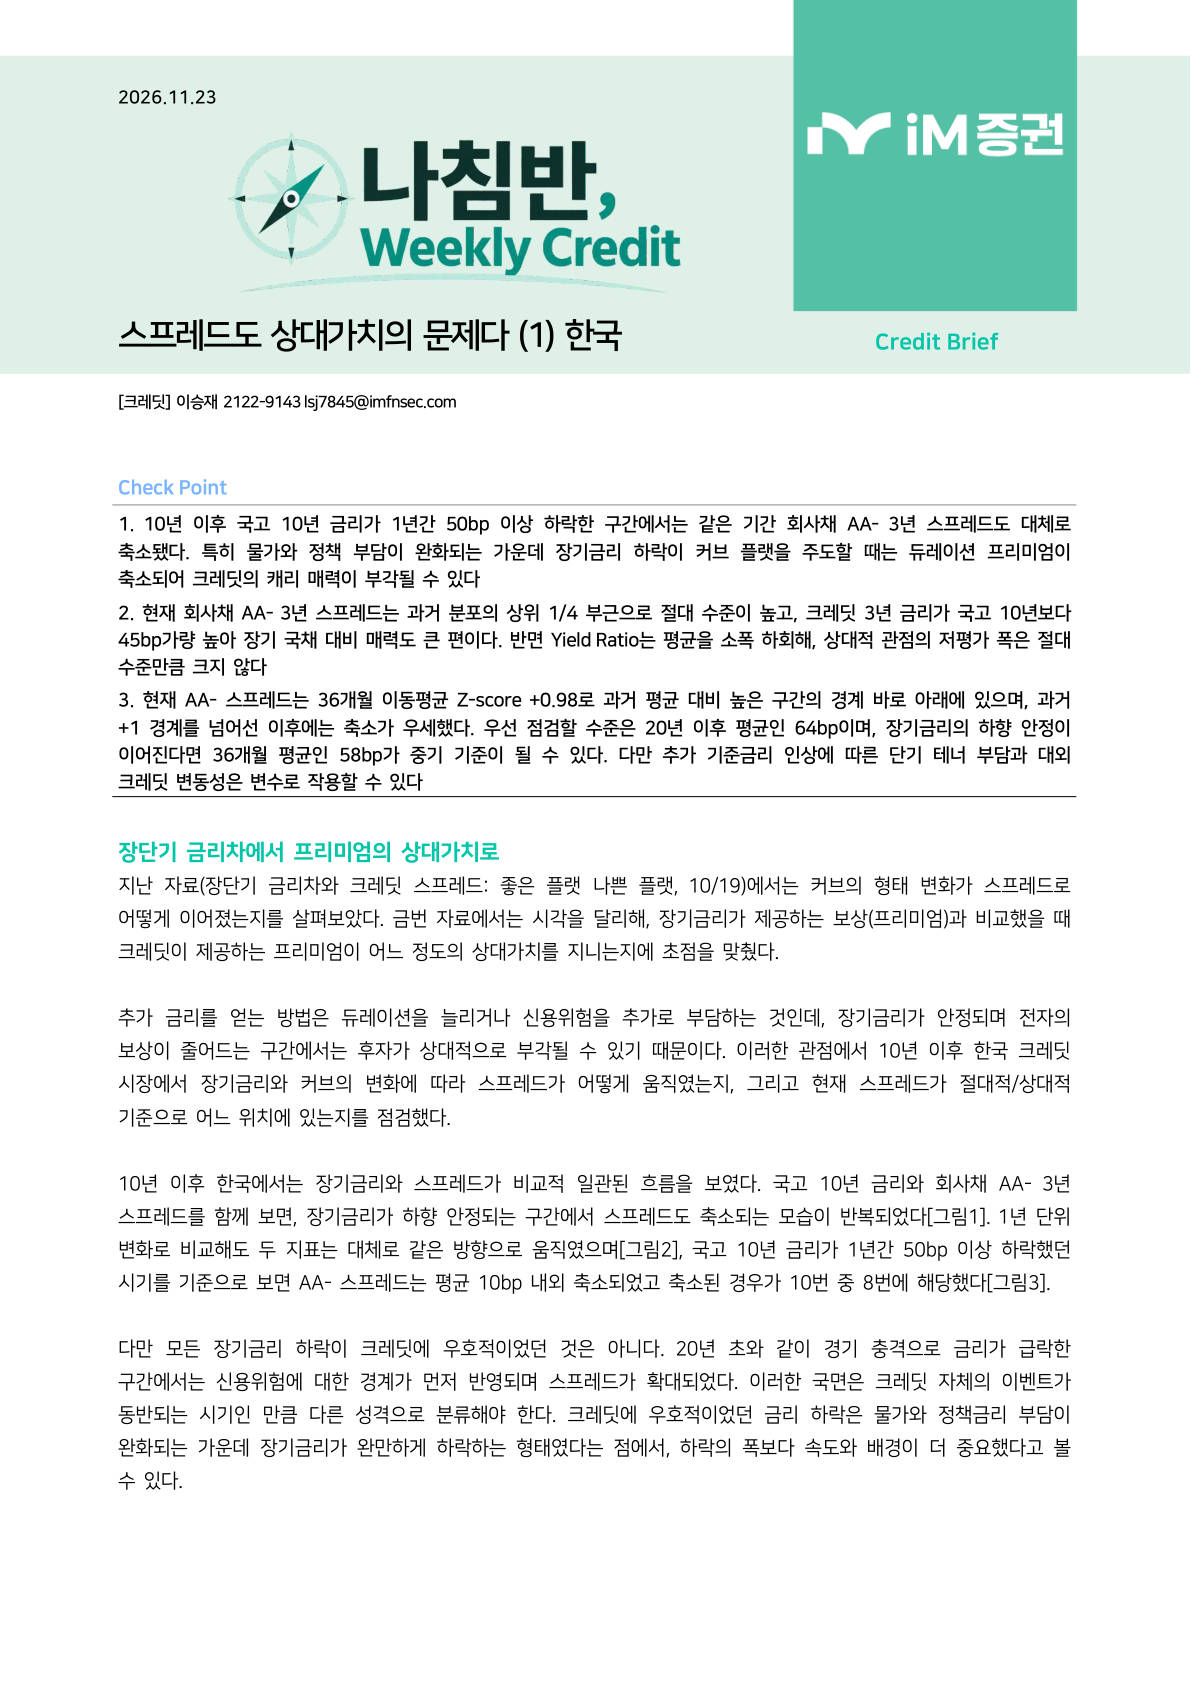 2026.11.23
iM증권
나침반,
Weekly Credit
스프레드도 상대가치의 문제다 (1) 한국
Credit Brief
[크레딧] 이승재 2122-9143 lsj7845@imfnsec.com
Check Point
1. 10년 이후 국고 10년 금리가 1년간 50bp 이상 하락한 구간에서는 같은 기간 회사채 AA- 3년 스프레드도 대체로
축소됐다. 특히 물가와 정책 부담이 완화되는 가운데 장기금리 하락이 커브 플랫을 주도할 때는 듀레이션 프리미엄이
축소되어 크레딧의 캐리 매력이 부각될 수 있다
2. 현재 회사채 AA- 3년 스프레드는 과거 분포의 상위 1/4 부근으로 절대 수준이 높고, 크레딧 3년 금리가 국고 10년보다
45bp가량 높아 장기 국채 대비 매력도 큰 편이다. 반면 Yield Ratio는 평균을 소폭 하회해, 상대적 관점의 저평가 폭은 절대
수준만큼 크지 않다
3. 현재 AA- 스프레드는 36개월 이동평균 Z-score +0.98로 과거 평균 대비 높은 구간의 경계 바로 아래에 있으며, 과거
+1 경계를 넘어선 이후에는 축소가 우세했다. 우선 점검할 수준은 20년 이후 평균인 64bp이며, 장기금리의 하향 안정이
이어진다면 36개월 평균인 58bp가 중기 기준이 될 수 있다. 다만 추가 기준금리 인상에 따른 단기 테너 부담과 대외
크레딧 변동성은 변수로 작용할 수 있다
장단기 금리차에서 프리미엄의 상대가치로
지난 자료(장단기 금리차와 크레딧 스프레드: 좋은 플랫 나쁜 플랫, 10/19)에서는 커브의 형태 변화가 스프레드로
어떻게 이어졌는지를 살펴보았다. 금번 자료에서는 시각을 달리해, 장기금리가 제공하는 보상(프리미엄)과 비교했을 때
크레딧이 제공하는 프리미엄이 어느 정도의 상대가치를 지니는지에 초점을 맞췄다.
추가 금리를 얻는 방법은 듀레이션을 늘리거나 신용위험을 추가로 부담하는 것인데, 장기금리가 안정되며 전자의
보상이 줄어드는 구간에서는 후자가 상대적으로 부각될 수 있기 때문이다. 이러한 관점에서 10년 이후 한국 크레딧
시장에서 장기금리와 커브의 변화에 따라 스프레드가 어떻게 움직였는지, 그리고 현재 스프레드가 절대적/상대적
기준으로 어느 위치에 있는지를 점검했다.
10년 이후 한국에서는 장기금리와 스프레드가 비교적 일관된 흐름을 보였다. 국고 10년 금리와 회사채 AA- 3년
스프레드를 함께 보면, 장기금리가 하향 안정되는 구간에서 스프레드도 축소되는 모습이 반복되었다[그림1]. 1년 단위
변화로 비교해도 두 지표는 대체로 같은 방향으로 움직였으며[그림2], 국고 10년 금리가 1년간 50bp 이상 하락했던
시기를 기준으로 보면 AA- 스프레드는 평균 10bp 내외 축소되었고 축소된 경우가 10번 중 8번에 해당했다[그림3].
다만 모든 장기금리 하락이 크레딧에 우호적이었던 것은 아니다. 20년 초와 같이 경기 충격으로 금리가 급락한
구간에서는 신용위험에 대한 경계가 먼저 반영되며 스프레드가 확대되었다. 이러한 국면은 크레딧 자체의 이벤트가
동반되는 시기인 만큼 다른 성격으로 분류해야 한다. 크레딧에 우호적이었던 금리 하락은 물가와 정책금리 부담이
완화되는 가운데 장기금리가 완만하게 하락하는 형태였다는 점에서, 하락의 폭보다 속도와 배경이 더 중요했다고 볼
수 있다.